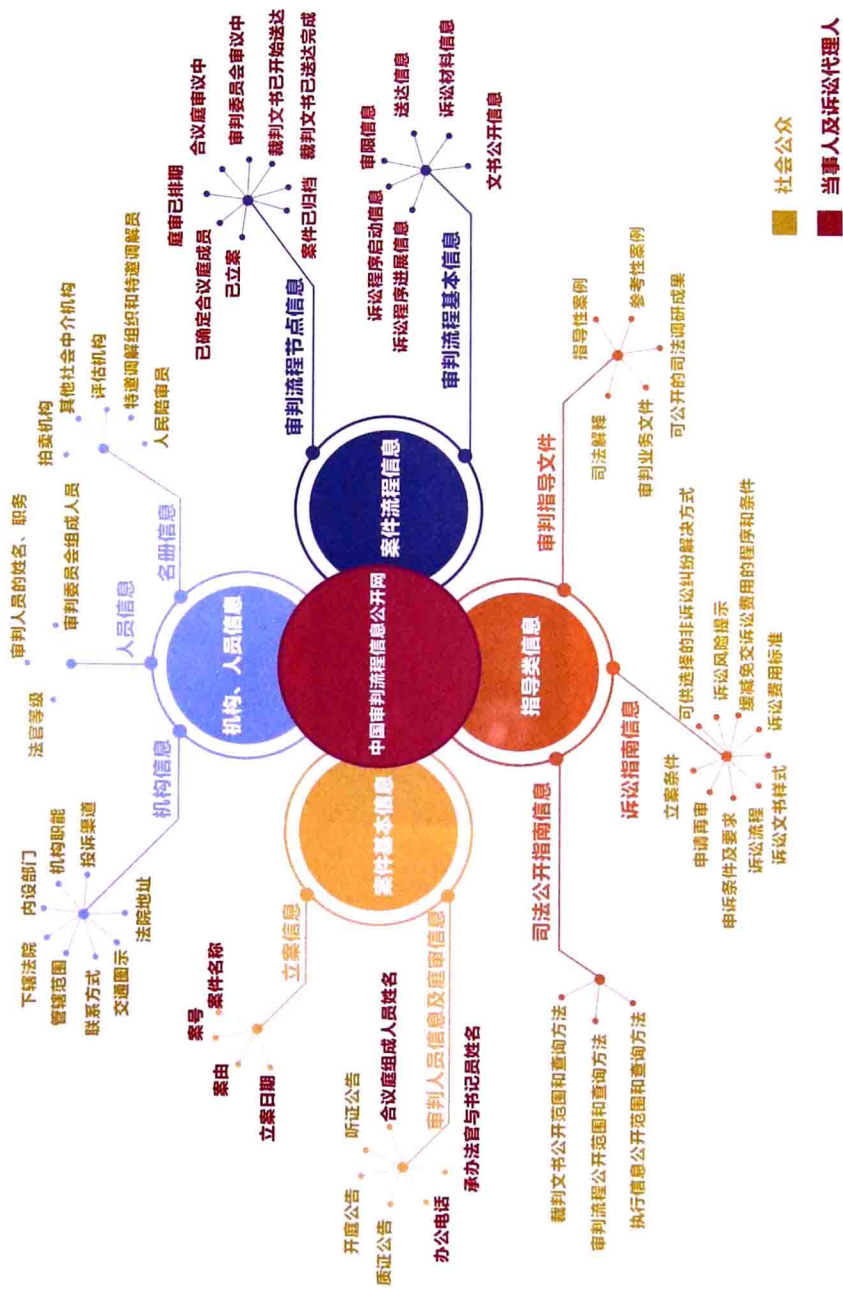 中国审判流程信息公开网
机构、人员信息
机构信息
下辖法院
内设部门
机构职能
投诉渠道
管辖范围
联系方式
交通图示
法院地址
人员信息
法官等级
审判人员的姓名、职务
审判委员会组成人员
名册信息
拍卖机构
其他社会中介机构
评估机构
特邀调解组织和特邀调解员
人民陪审员
案件流程信息
审判流程节点信息
已立案
已确定合议庭成员
庭审已排期
合议庭审议中
审判委员会审议中
裁判文书已开始送达
裁判文书已送达完成
案件已归档
审判流程基本信息
诉讼程序启动信息
诉讼程序进展信息
审限信息
送达信息
诉讼材料信息
文书公开信息
案件基本信息
立案信息
案由
案号
案件名称
立案日期
审判人员信息及庭审信息
开庭公告
听证公告
质证公告
合议庭组成人员姓名
办公电话
承办法官与书记员姓名
指导类信息
司法公开指南信息
裁判文书公开范围和查询方法
审判流程公开范围和查询方法
执行信息公开范围和查询方法
诉讼指南信息
立案条件
申请再审
申诉条件及要求
诉讼流程
诉讼文书样式
可供选择的非诉讼纠纷解决方式
诉讼风险提示
缓减免交诉讼费用的程序和条件
诉讼费用标准
审判指导文件
司法解释
指导性案例
参考性案例
审判业务文件
可公开的司法调研成果
社会公众
当事人及诉讼代理人